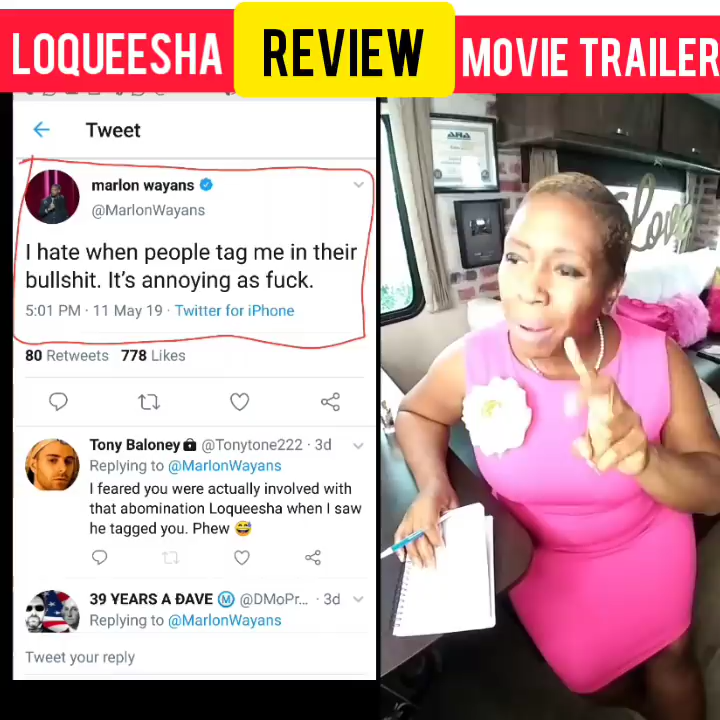 LOQUEESHA
REVIEW
MOVIE TRAILER
Tweet
marlon wayans
@MarlonWayans
I hate when people tag me in their
bullshit. It's annoying as fuck.
5:01 PM · 11 May 19 · Twitter for iPhone
80 Retweets 778 Likes
Tony Baloney @Tonytone222 · 3d
Replying to @MarlonWayans
I feared you were actually involved with
that abomination Loqueesha when I saw
he tagged you. Phew 😅
39 ¥EARS A ĐAVE Ⓜ @DMoPr... · 3d
Replying to @MarlonWayans
Tweet your reply
Love